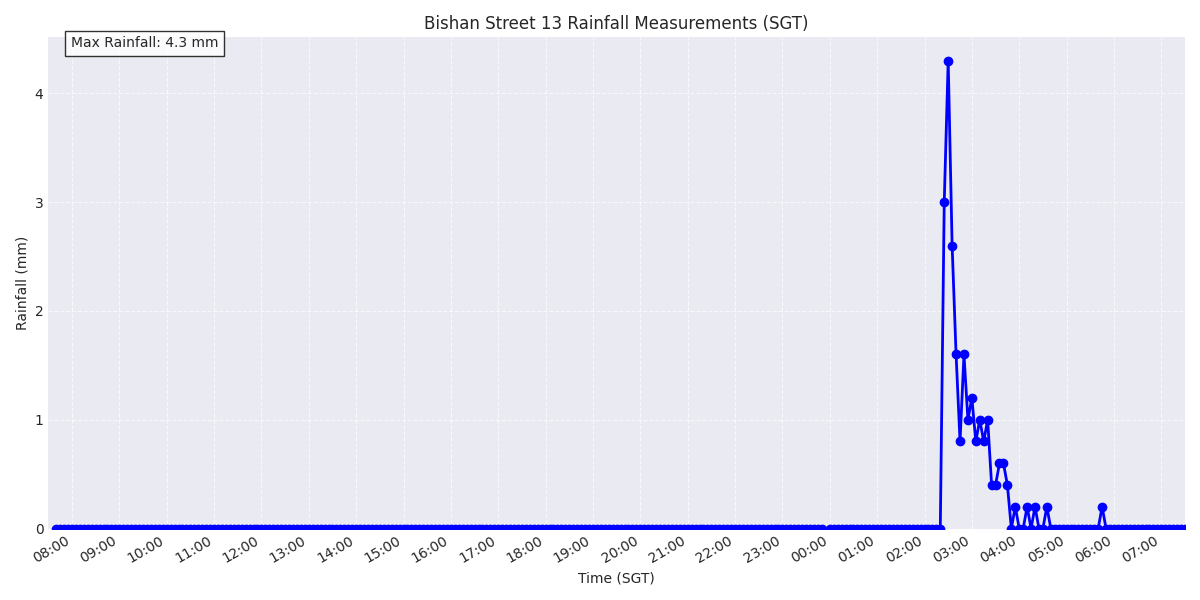 Bishan Street 13 Rainfall Measurements (SGT)
Max Rainfall: 4.3 mm
Rainfall (mm)
4
3
2
1
0
08:00 09:00 10:00 11:00 12:00 13:00 14:00 15:00 16:00 17:00 18:00 19:00 20:00 21:00 22:00 23:00 00:00 01:00 02:00 03:00 04:00 05:00 06:00 07:00
Time (SGT)